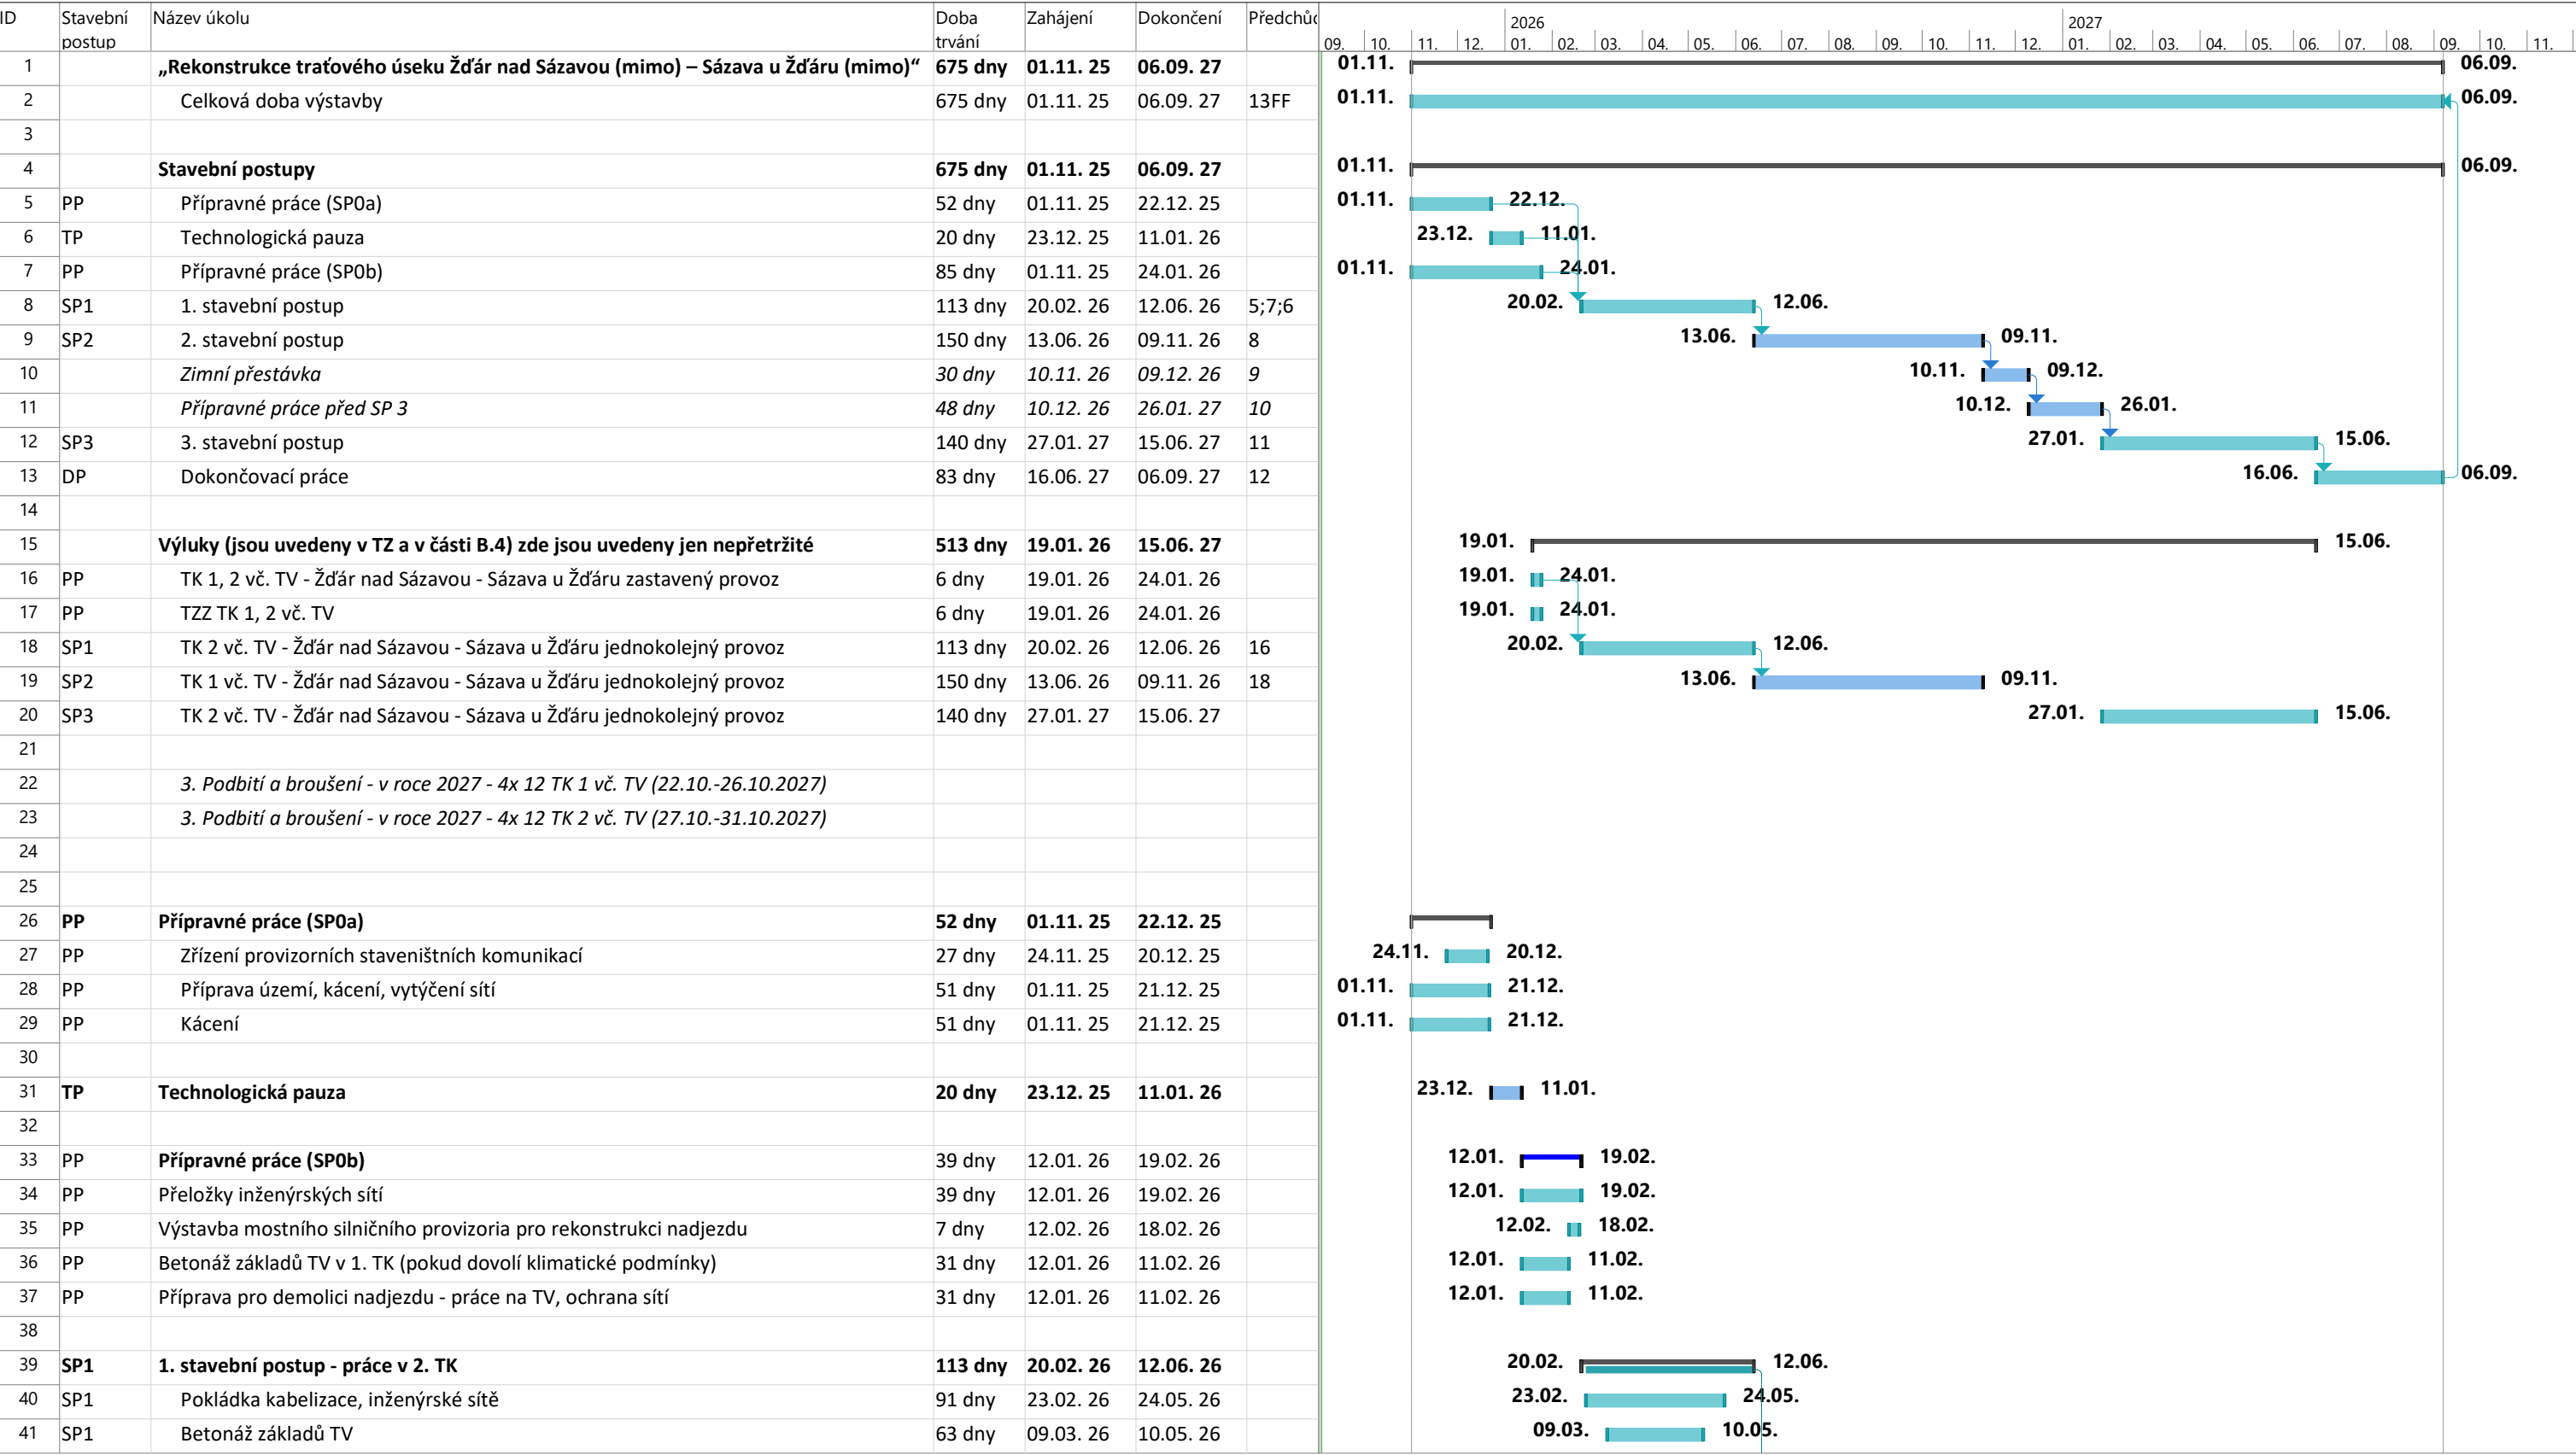 ID Stavební postup Název úkolu Doba trvání Zahájení Dokončení Předchůc
2026 2027
09. 10. 11. 12. 01. 02. 03. 04. 05. 06. 07. 08. 09. 10. 11. 12. 01. 02. 03. 04. 05. 06. 07. 08. 09. 10. 11.
1 „Rekonstrukce traťového úseku Žďár nad Sázavou (mimo) – Sázava u Žďáru (mimo)“ 675 dny 01.11. 25 06.09. 27 01.11. 06.09.
2 Celková doba výstavby 675 dny 01.11. 25 06.09. 27 13FF 01.11. 06.09.
3
4 Stavební postupy 675 dny 01.11. 25 06.09. 27 01.11. 06.09.
5 PP Přípravné práce (SP0a) 52 dny 01.11. 25 22.12. 25 01.11. 22.12.
6 TP Technologická pauza 20 dny 23.12. 25 11.01. 26 23.12. 11.01.
7 PP Přípravné práce (SP0b) 85 dny 01.11. 25 24.01. 26 01.11. 24.01.
8 SP1 1. stavební postup 113 dny 20.02. 26 12.06. 26 5;7;6 20.02. 12.06.
9 SP2 2. stavební postup 150 dny 13.06. 26 09.11. 26 8 13.06. 09.11.
10 Zimní přestávka 30 dny 10.11. 26 09.12. 26 9 10.11. 09.12.
11 Přípravné práce před SP 3 48 dny 10.12. 26 26.01. 27 10 10.12. 26.01.
12 SP3 3. stavební postup 140 dny 27.01. 27 15.06. 27 11 27.01. 15.06.
13 DP Dokončovací práce 83 dny 16.06. 27 06.09. 27 12 16.06. 06.09.
14
15 Výluky (jsou uvedeny v TZ a v části B.4) zde jsou uvedeny jen nepřetržité 513 dny 19.01. 26 15.06. 27 19.01. 15.06.
16 PP TK 1, 2 vč. TV - Žďár nad Sázavou - Sázava u Žďáru zastavený provoz 6 dny 19.01. 26 24.01. 26 19.01. 24.01.
17 PP TZZ TK 1, 2 vč. TV 6 dny 19.01. 26 24.01. 26 19.01. 24.01.
18 SP1 TK 2 vč. TV - Žďár nad Sázavou - Sázava u Žďáru jednokolejný provoz 113 dny 20.02. 26 12.06. 26 16 20.02. 12.06.
19 SP2 TK 1 vč. TV - Žďár nad Sázavou - Sázava u Žďáru jednokolejný provoz 150 dny 13.06. 26 09.11. 26 18 13.06. 09.11.
20 SP3 TK 2 vč. TV - Žďár nad Sázavou - Sázava u Žďáru jednokolejný provoz 140 dny 27.01. 27 15.06. 27 27.01. 15.06.
21
22 3. Podbití a broušení - v roce 2027 - 4x 12 TK 1 vč. TV (22.10.-26.10.2027)
23 3. Podbití a broušení - v roce 2027 - 4x 12 TK 2 vč. TV (27.10.-31.10.2027)
24
25
26 PP Přípravné práce (SP0a) 52 dny 01.11. 25 22.12. 25
27 PP Zřízení provizorních staveništních komunikací 27 dny 24.11. 25 20.12. 25 24.11. 20.12.
28 PP Příprava území, kácení, vytýčení sítí 51 dny 01.11. 25 21.12. 25 01.11. 21.12.
29 PP Kácení 51 dny 01.11. 25 21.12. 25 01.11. 21.12.
30
31 TP Technologická pauza 20 dny 23.12. 25 11.01. 26 23.12. 11.01.
32
33 PP Přípravné práce (SP0b) 39 dny 12.01. 26 19.02. 26 12.01. 19.02.
34 PP Přeložky inženýrských sítí 39 dny 12.01. 26 19.02. 26 12.01. 19.02.
35 PP Výstavba mostního silničního provizoria pro rekonstrukci nadjezdu 7 dny 12.02. 26 18.02. 26 12.02. 18.02.
36 PP Betonáž základů TV v 1. TK (pokud dovolí klimatické podmínky) 31 dny 12.01. 26 11.02. 26 12.01. 11.02.
37 PP Příprava pro demolici nadjezdu - práce na TV, ochrana sítí 31 dny 12.01. 26 11.02. 26 12.01. 11.02.
38
39 SP1 1. stavební postup - práce v 2. TK 113 dny 20.02. 26 12.06. 26 20.02. 12.06.
40 SP1 Pokládka kabelizace, inženýrské sítě 91 dny 23.02. 26 24.05. 26 23.02. 24.05.
41 SP1 Betonáž základů TV 63 dny 09.03. 26 10.05. 26 09.03. 10.05.